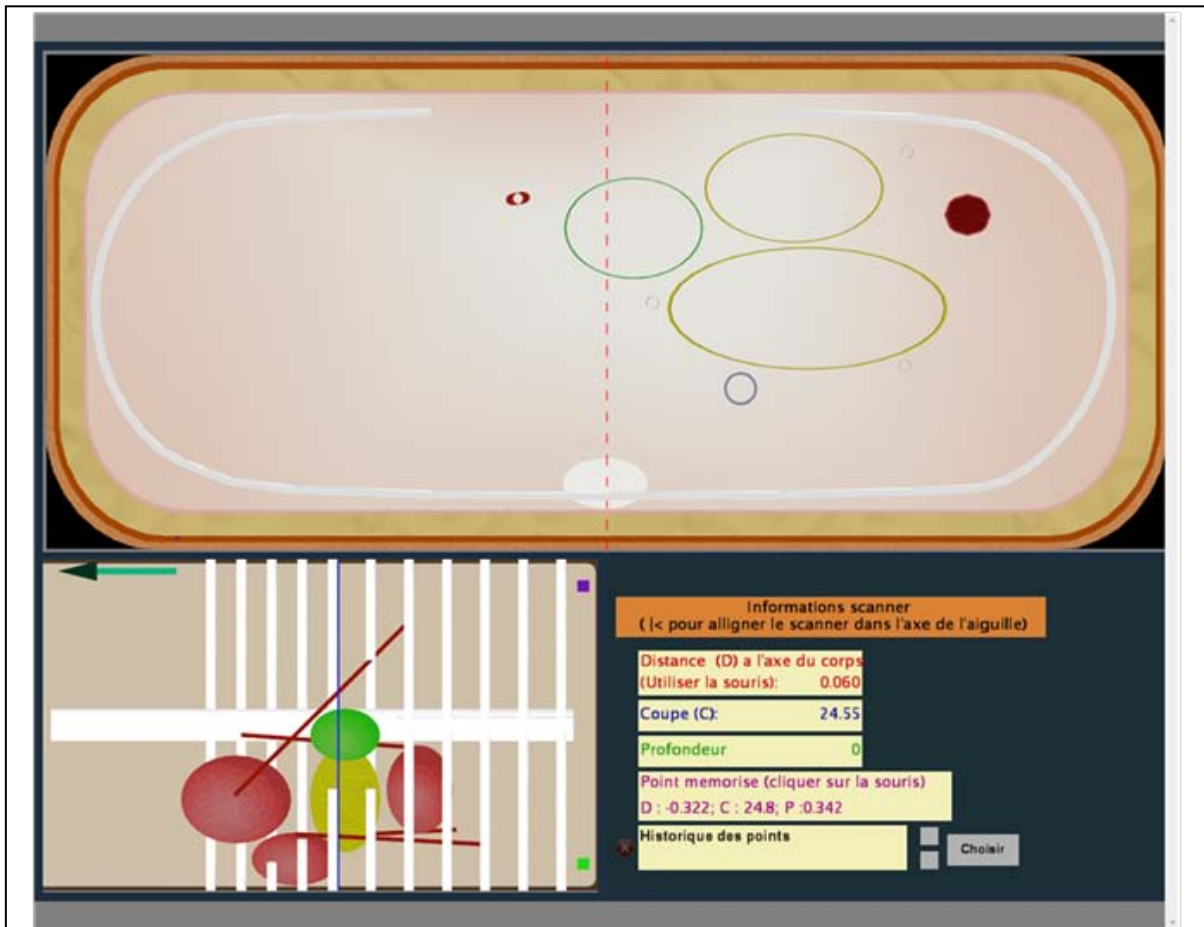 Informations scanner
( |< pour alligner le scanner dans l'axe de l'aiguille)
Distance (D) a l'axe du corps
(Utiliser la souris): 0.060
Coupe (C): 24.55
Profondeur 0
Point memorise (cliquer sur la souris)
D : -0.322; C : 24.8; P :0.342
Historique des points
Choisir